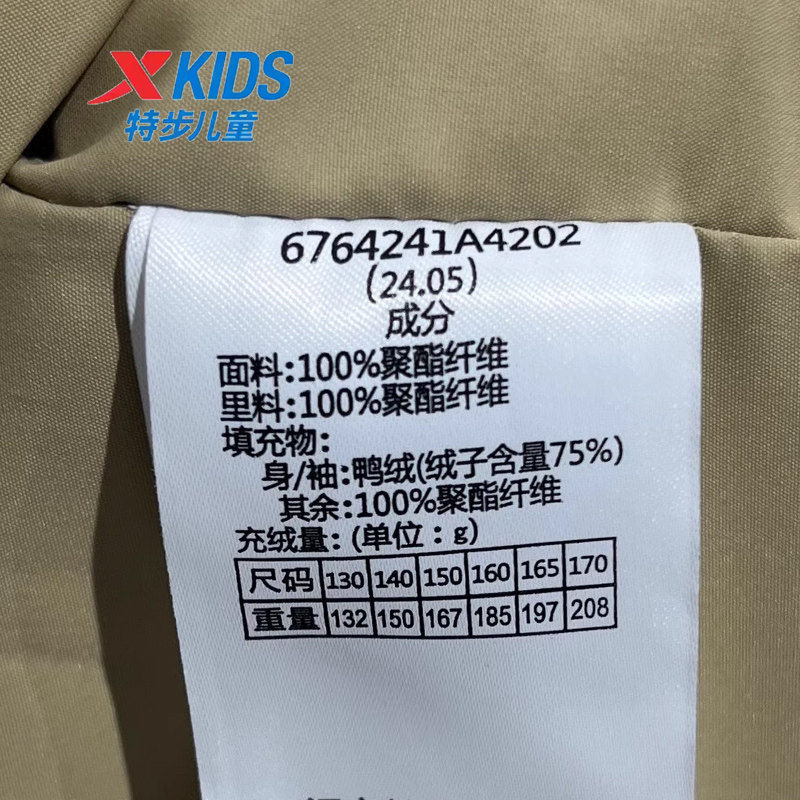 XKIDS
特步儿童
6764241A4202
(24.05)
成分
面料:100%聚酯纤维
里料:100%聚酯纤维
填充物:
身/袖:鸭绒(绒子含量75%)
其余:100%聚酯纤维
充绒量:(单位:g)
尺码 130 140 150 160 165 170
重量 132 150 167 185 197 208